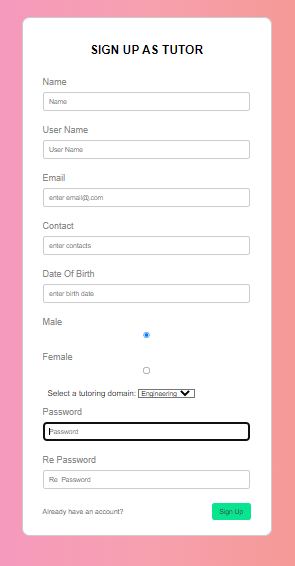 SIGN UP AS TUTOR
Name
Name
User Name
User Name
Email
enter email@.com
Contact
enter contacts
Date Of Birth
enter birth date
Male
Female
Select a tutoring domain: Engineering
Password
Password
Re Password
Re Password
Already have an account? Sign Up